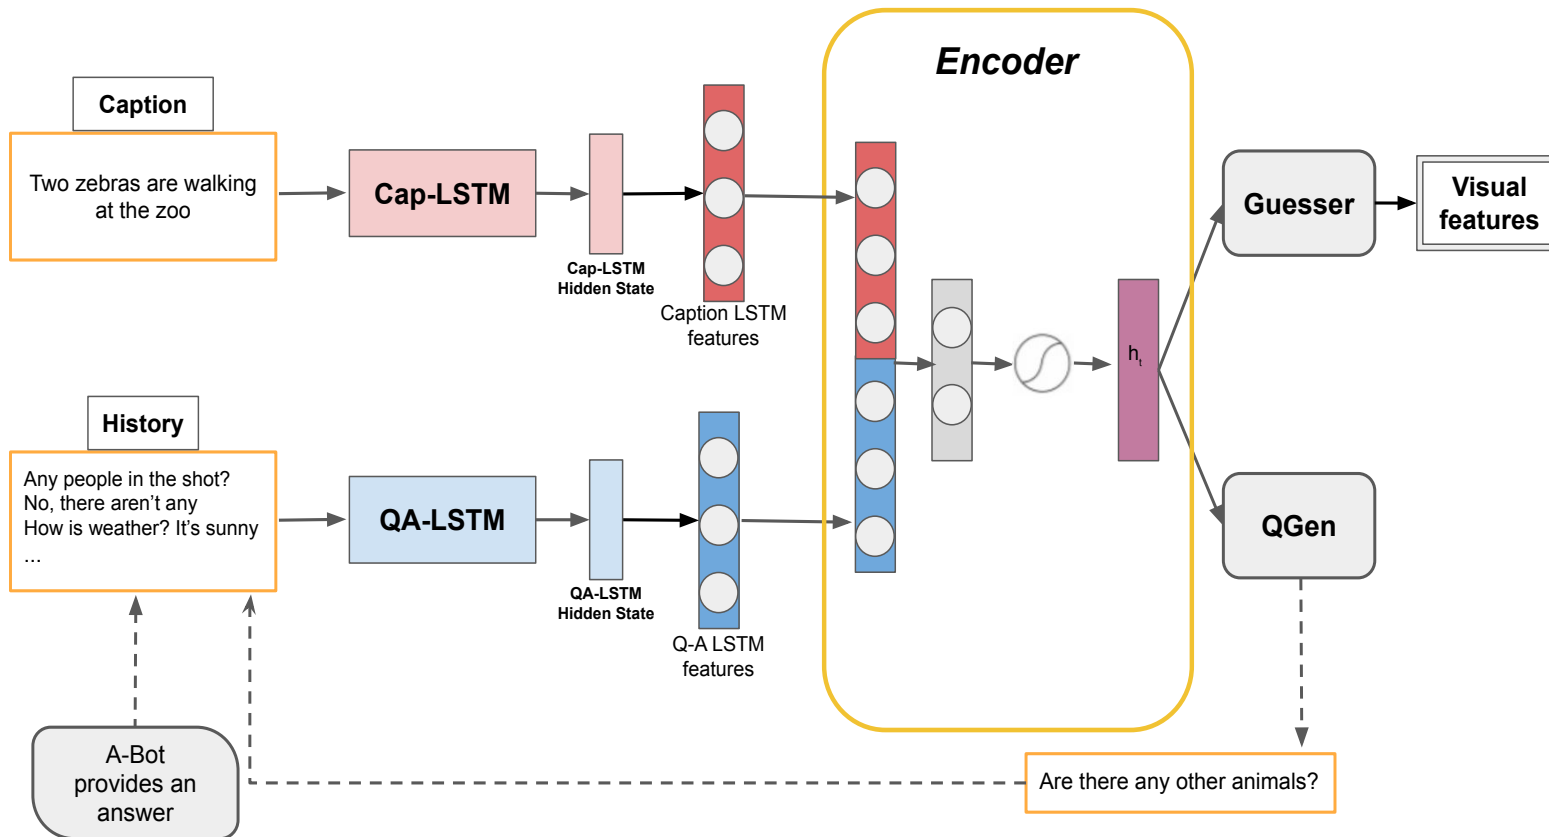 Encoder
Caption
Two zebras are walking
at the zoo
Cap-LSTM
Cap-LSTM
Hidden State
Caption LSTM
features
Guesser
Visual
features
h_t
History
Any people in the shot?
No, there aren’t any
How is weather? It’s sunny
...
QA-LSTM
QA-LSTM
Hidden State
Q-A LSTM
features
QGen
A-Bot
provides an
answer
Are there any other animals?